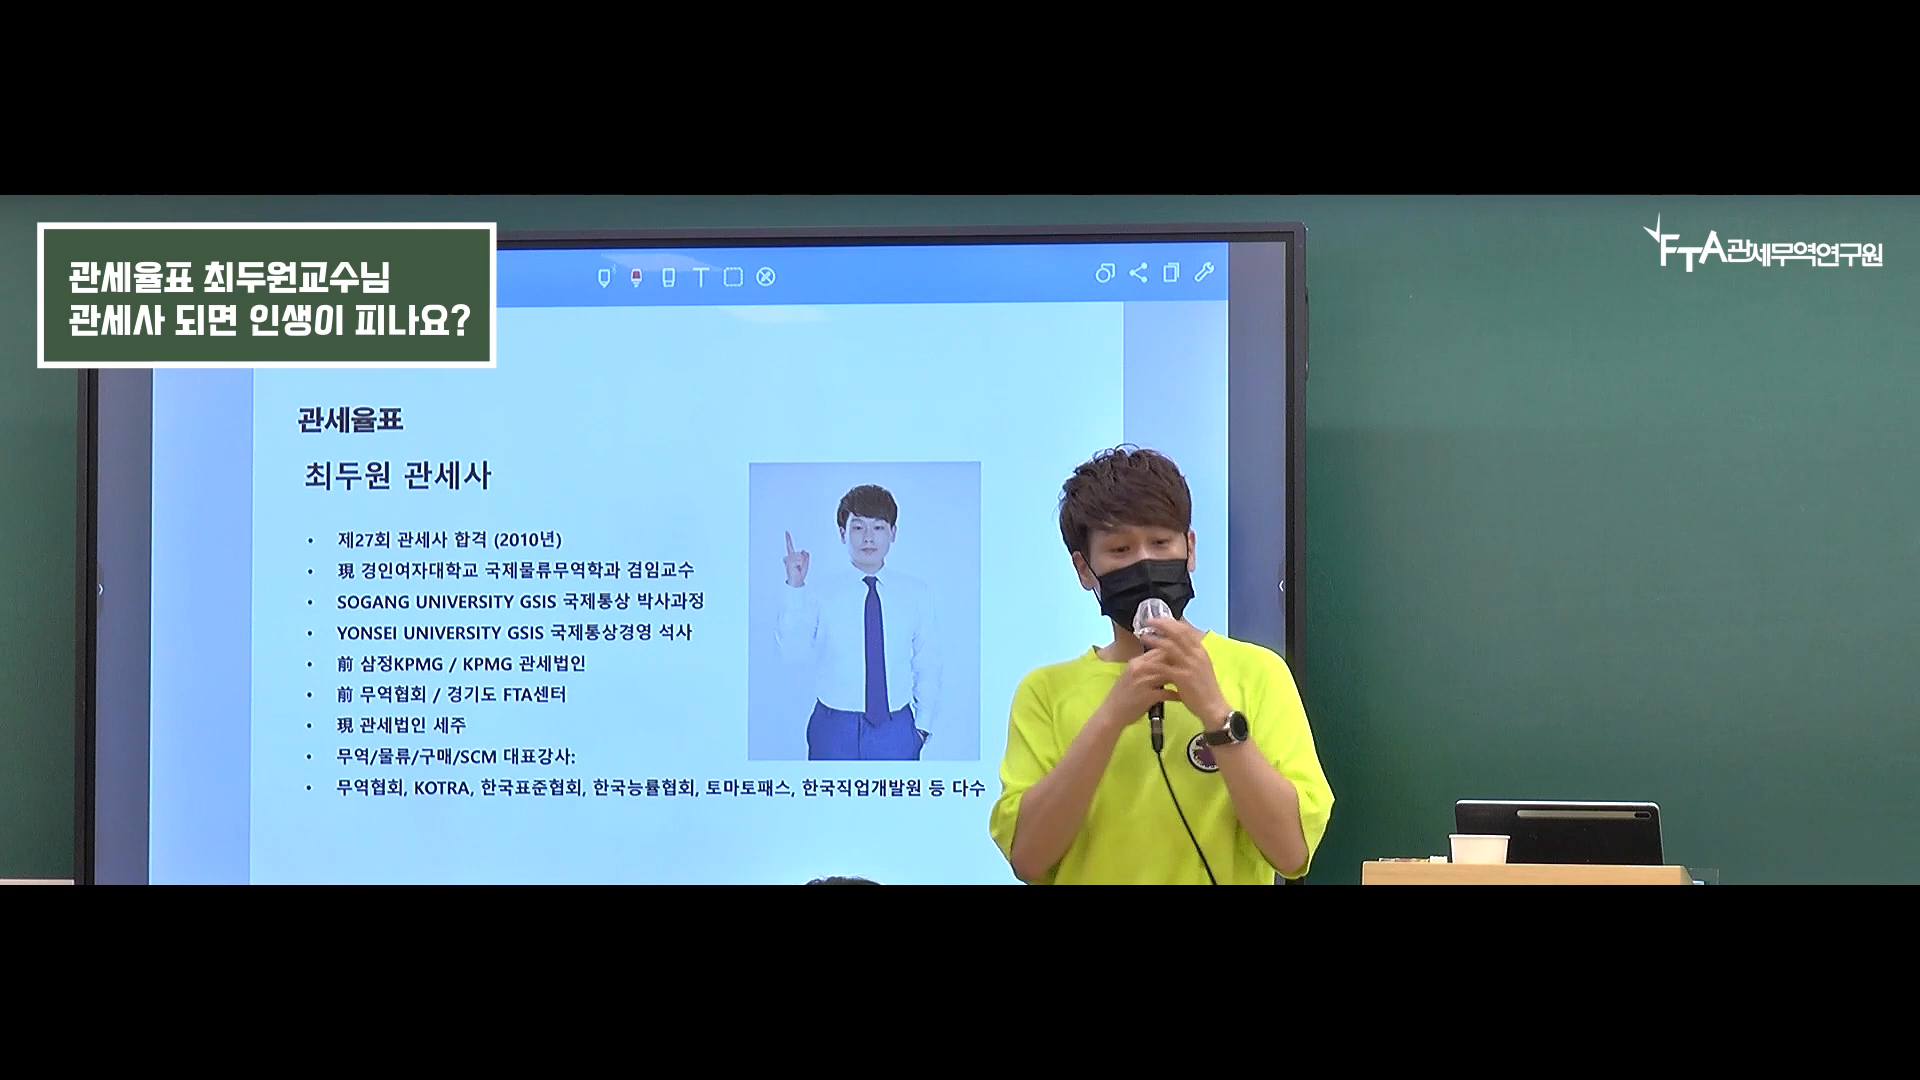 관세율표 최두원교수님
관세사 되면 인생이 피나요?
FTA관세무역연구원
관세율표
최두원 관세사
• 제27회 관세사 합격 (2010년)
• 現 경인여자대학교 국제물류무역학과 겸임교수
• SOGANG UNIVERSITY GSIS 국제통상 박사과정
• YONSEI UNIVERSITY GSIS 국제통상경영 석사
• 前 삼정KPMG / KPMG 관세법인
• 前 무역협회 / 경기도 FTA센터
• 現 관세법인 세주
• 무역/물류/구매/SCM 대표강사:
• 무역협회, KOTRA, 한국표준협회, 한국능률협회, 토마토패스, 한국직업개발원 등 다수